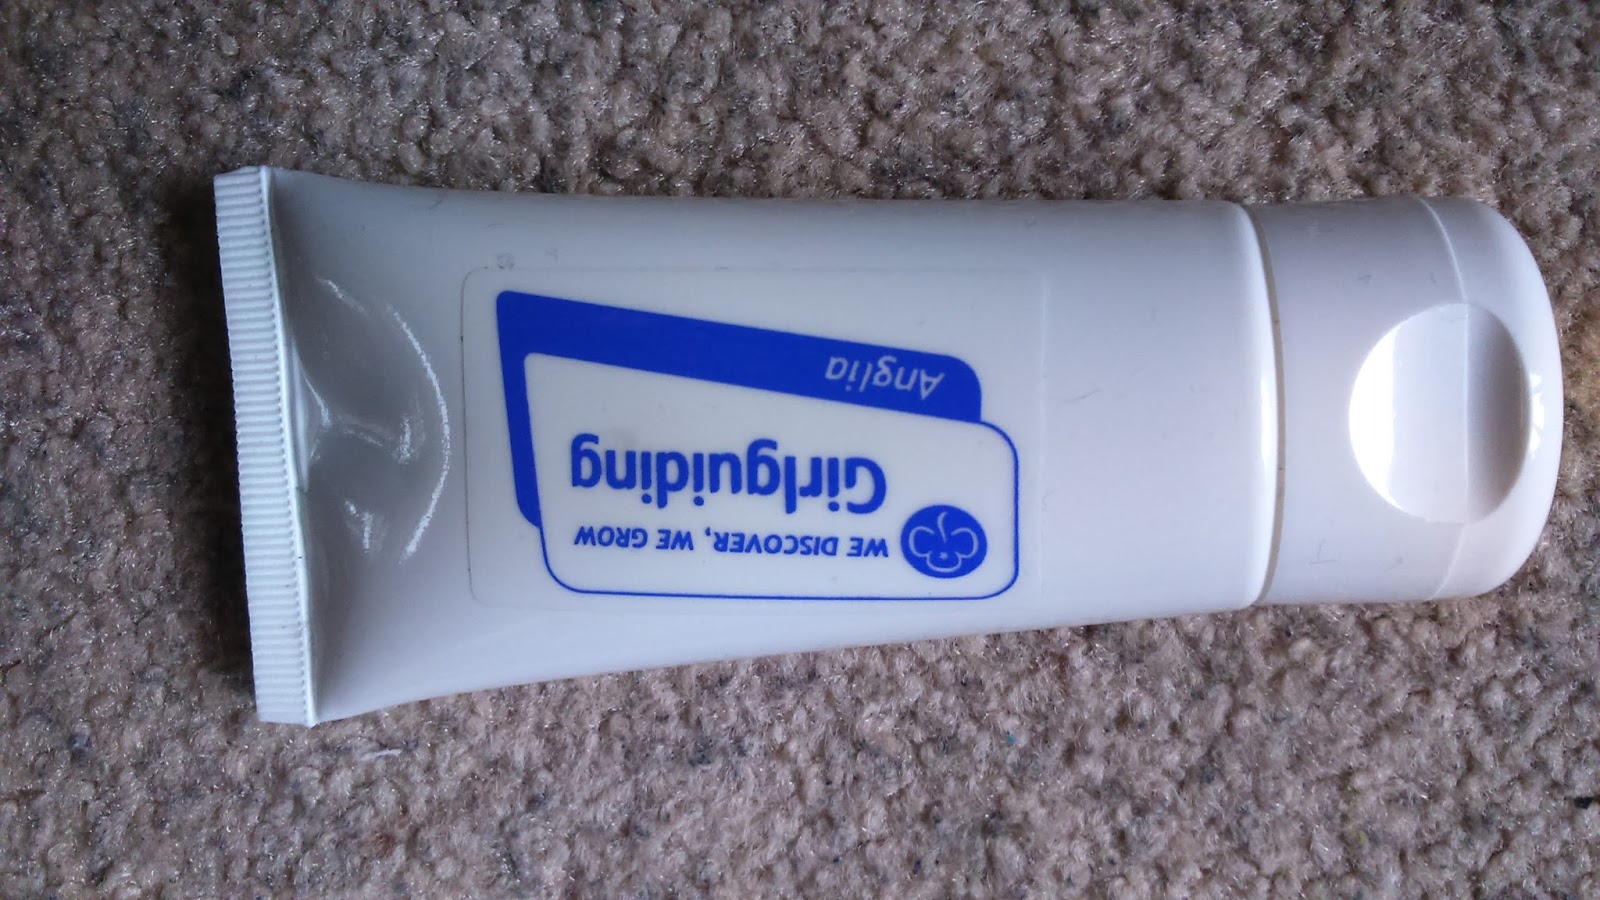 WE DISCOVER, WE GROW
Girlguiding
Anglia